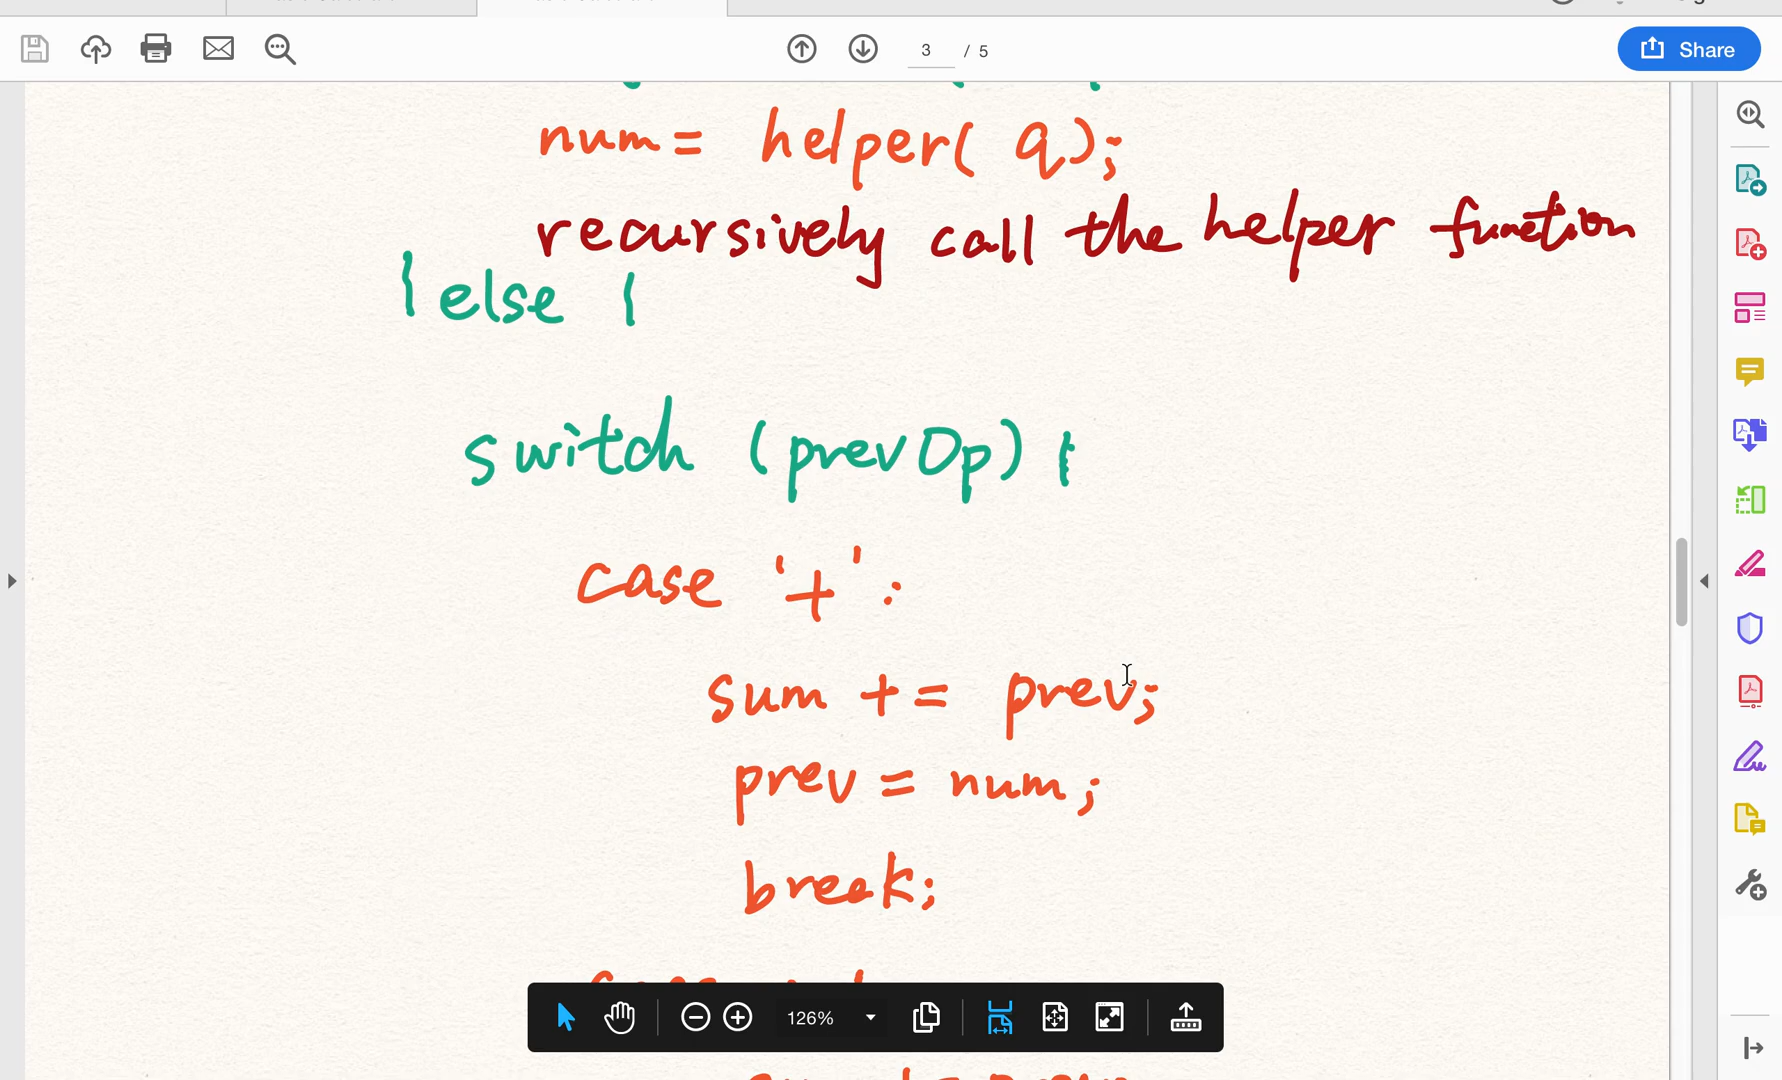 3 / 5
Share
num = helper( q);
recursively call the helper function
} else {
switch (prevOp) {
case '+':
sum += prev;
prev = num;
break;
126%